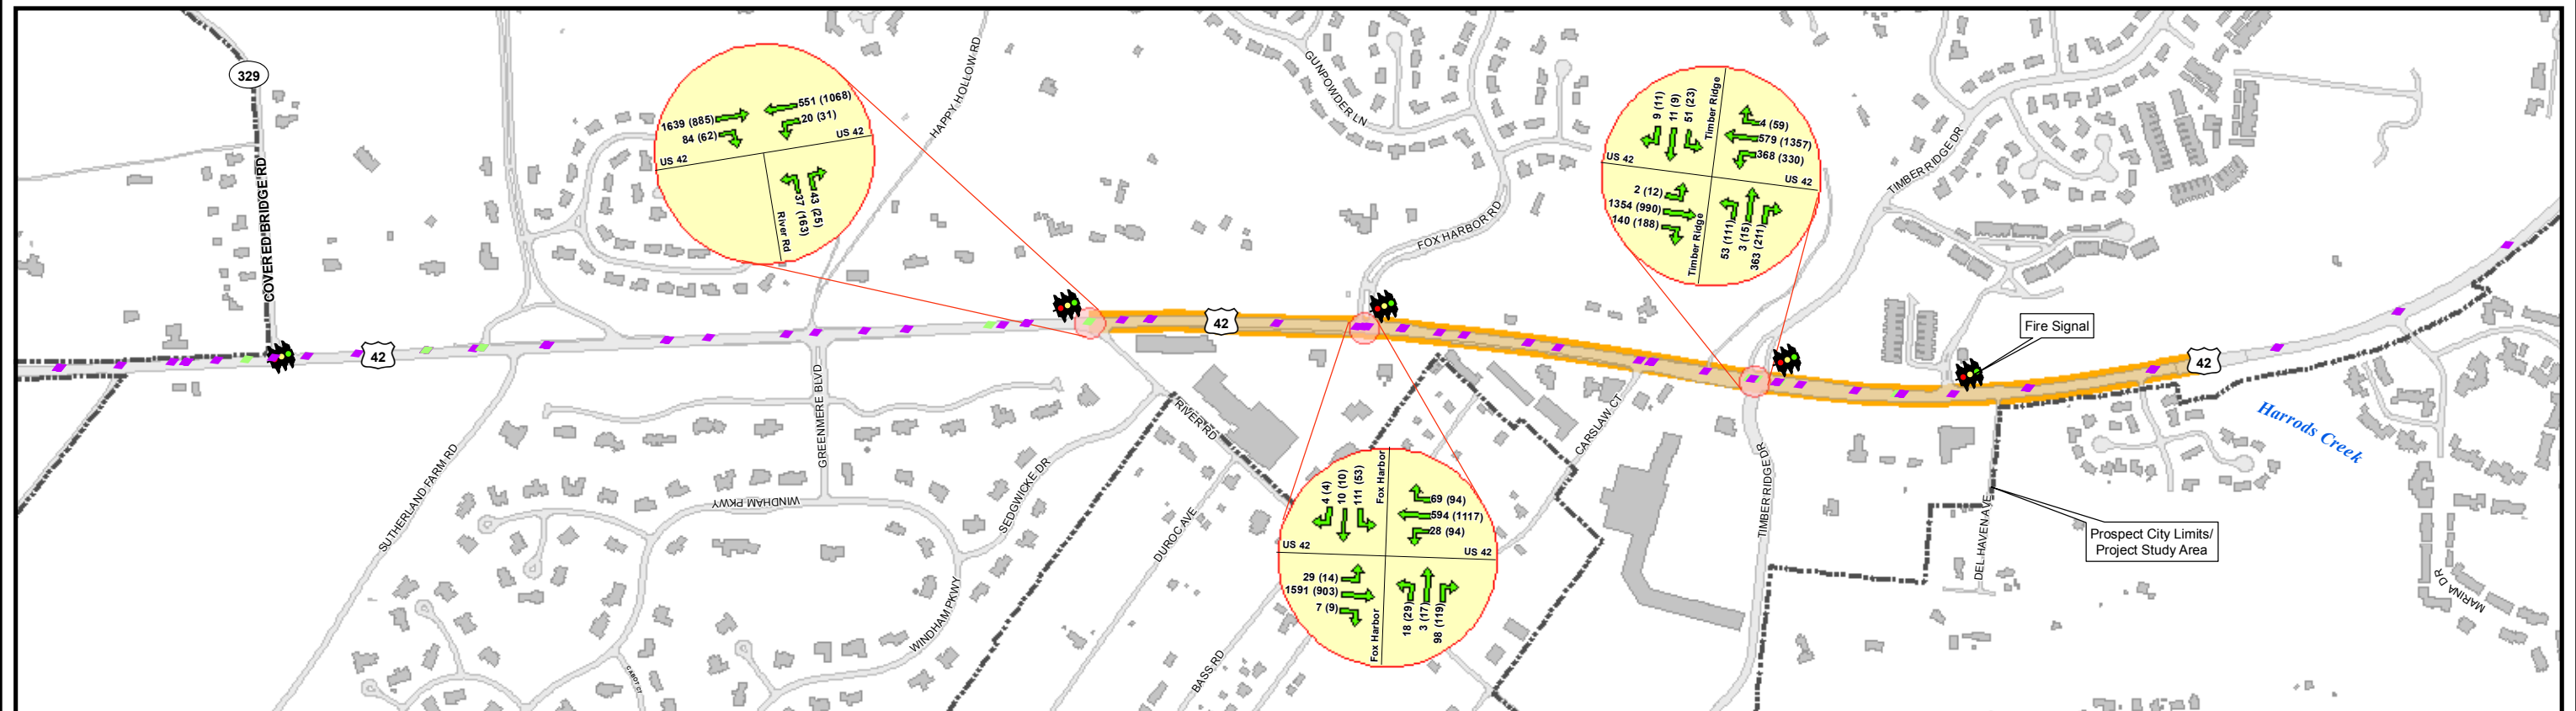 329
COVERED BRIDGE RD
42
SUTHERLAND FARM RD
GREENMERE BLVD
WINDHAM PKWY
SEDGWICKE DR
WINDHAM PKWY
CABOT CT
HAPPY HOLLOW RD
1639 (885)
84 (62)
551 (1068)
20 (31)
US 42
US 42
37 (163)
43 (25)
River Rd
RIVER RD
DUROC AVE
BASS RD
42
GUNPOWDER LN
FOX HARBOR RD
4 (4)
10 (10)
111 (53)
Fox Harbor
69 (94)
594 (1117)
28 (94)
US 42
US 42
29 (14)
1591 (903)
7 (9)
Fox Harbor
18 (29)
3 (17)
98 (119)
CARSLAW CT
9 (11)
11 (9)
51 (23)
Timber Ridge
4 (59)
579 (1357)
368 (330)
US 42
US 42
2 (12)
1354 (990)
140 (188)
Timber Ridge
53 (111)
3 (15)
363 (211)
TIMBER RIDGE DR
TIMBER RIDGE DR
Fire Signal
42
Harrods Creek
DEL HAVEN AVE
Prospect City Limits/
Project Study Area
MARINA DR